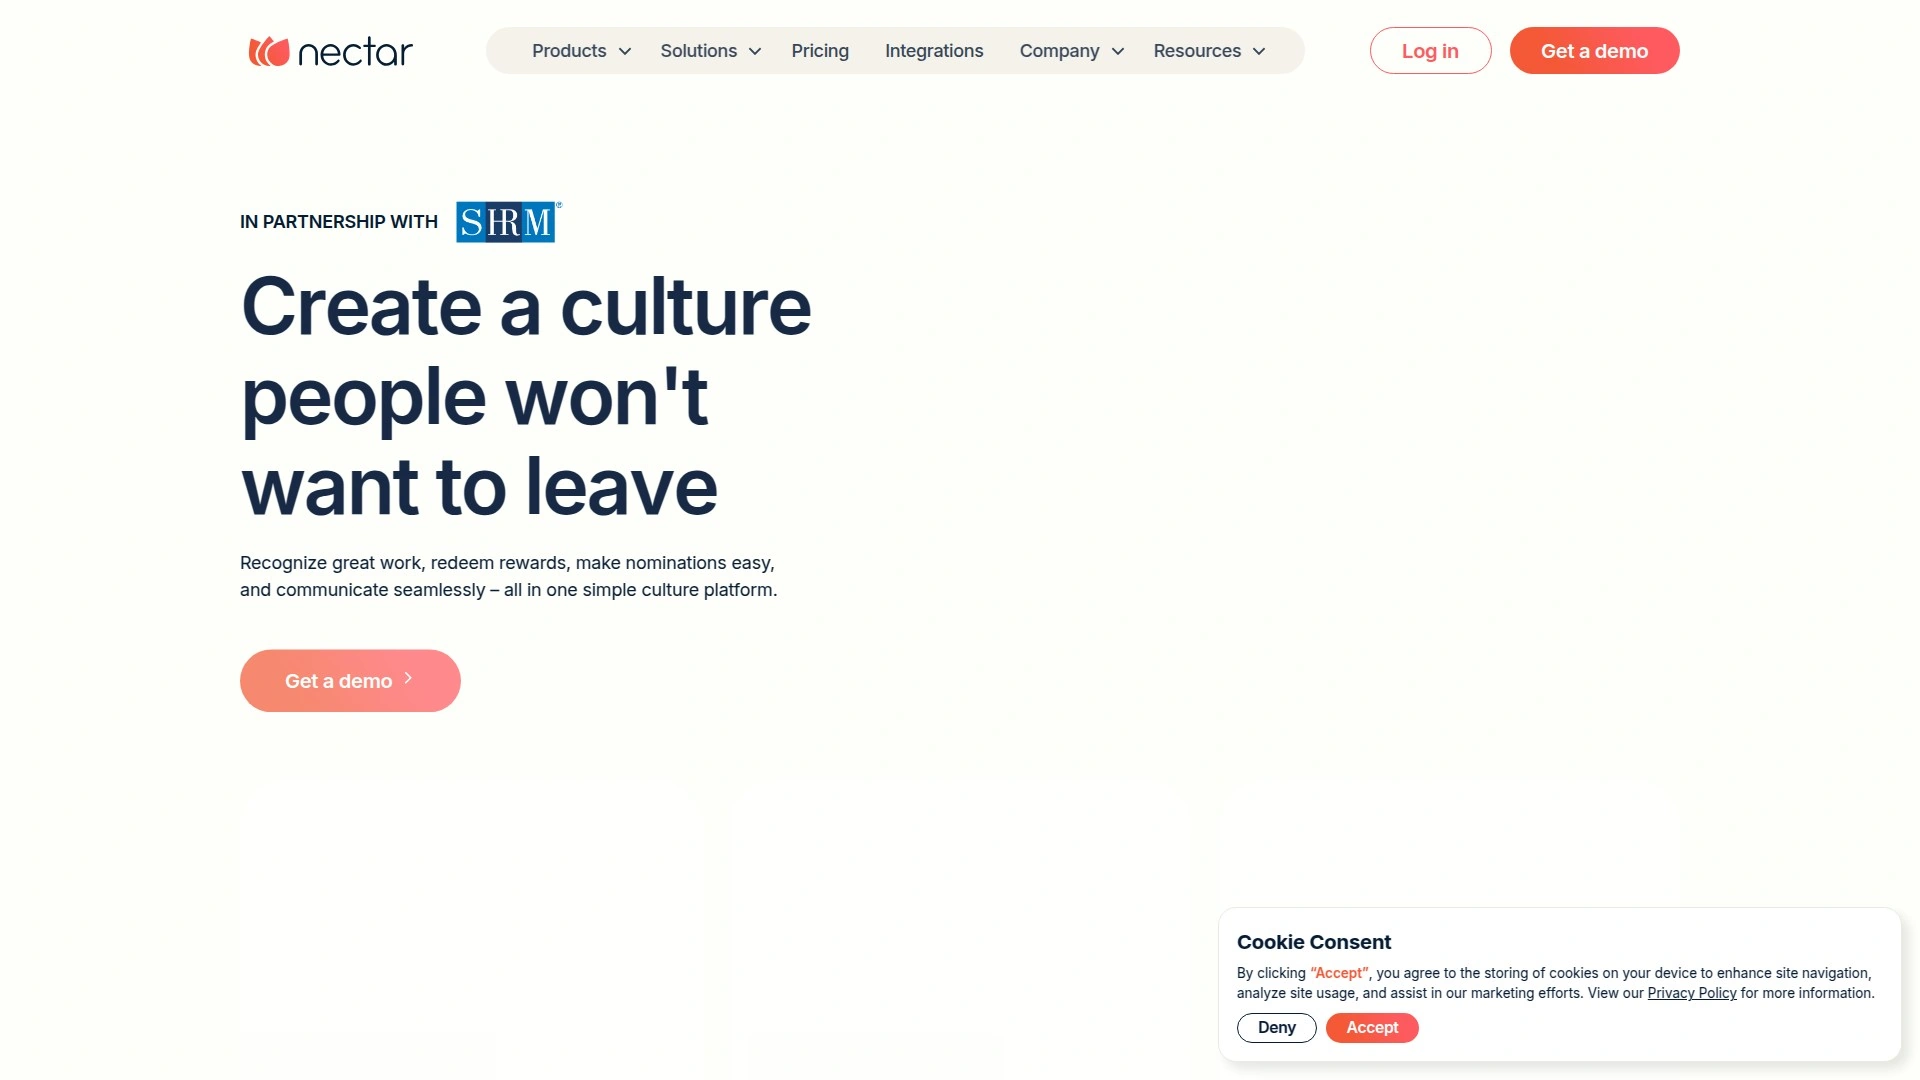 nectar
Products
Solutions
Pricing
Integrations
Company
Resources
Log in
Get a demo
IN PARTNERSHIP WITH
SHRM®
Create a culture
people won't
want to leave
Recognize great work, redeem rewards, make nominations easy,
and communicate seamlessly – all in one simple culture platform.
Get a demo
Cookie Consent
By clicking “Accept”, you agree to the storing of cookies on your device to enhance site navigation,
analyze site usage, and assist in our marketing efforts. View our Privacy Policy for more information.
Deny
Accept